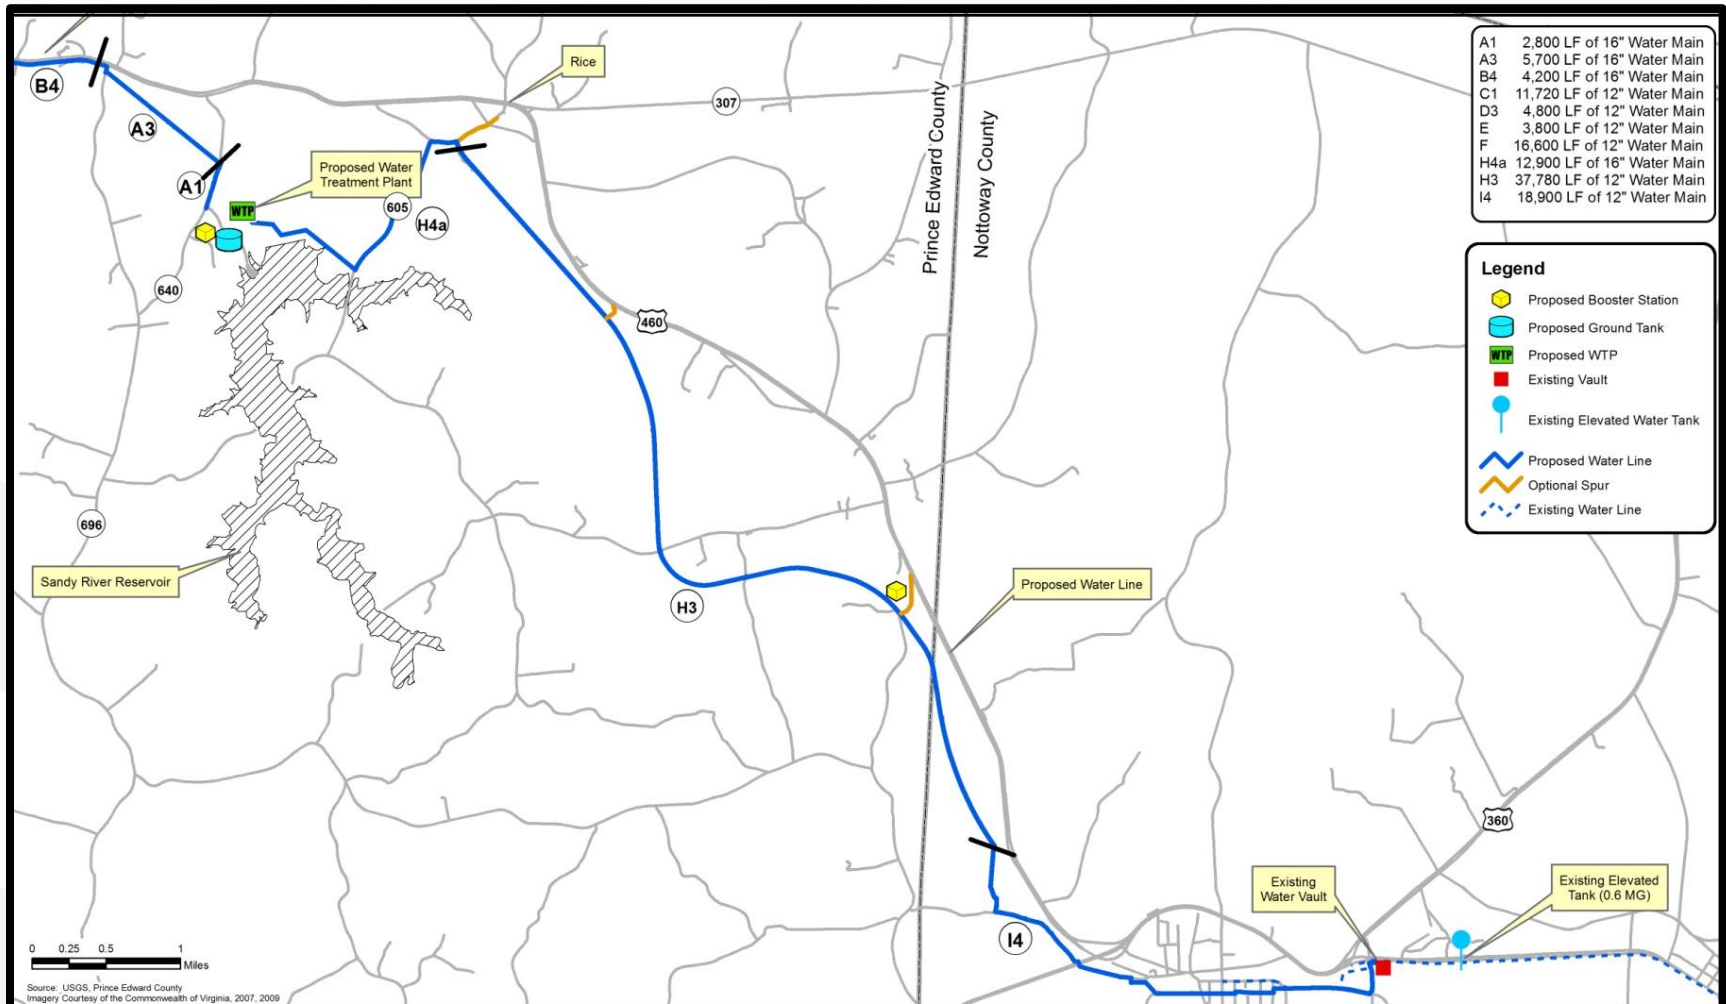 Rice
307
B4
A3
A1
Proposed Water
Treatment Plant
WTP
605
H4a
640
460
696
Sandy River Reservoir
H3
Prince Edward County
Nottoway County
Proposed Water Line
I4
360
Existing
Water Vault
Existing Elevated
Tank (0.6 MG)
A1 2,800 LF of 16" Water Main
A3 5,700 LF of 16" Water Main
B4 4,200 LF of 16" Water Main
C1 11,720 LF of 12" Water Main
D3 4,800 LF of 12" Water Main
E 3,800 LF of 12" Water Main
F 16,600 LF of 12" Water Main
H4a 12,900 LF of 16" Water Main
H3 37,780 LF of 12" Water Main
I4 18,900 LF of 12" Water Main
Legend
Proposed Booster Station
Proposed Ground Tank
WTP Proposed WTP
Existing Vault
Existing Elevated Water Tank
Proposed Water Line
Optional Spur
Existing Water Line
0 0.25 0.5 1
Miles
Source: USGS, Prince Edward County
Imagery Courtesy of the Commonwealth of Virginia, 2007, 2009